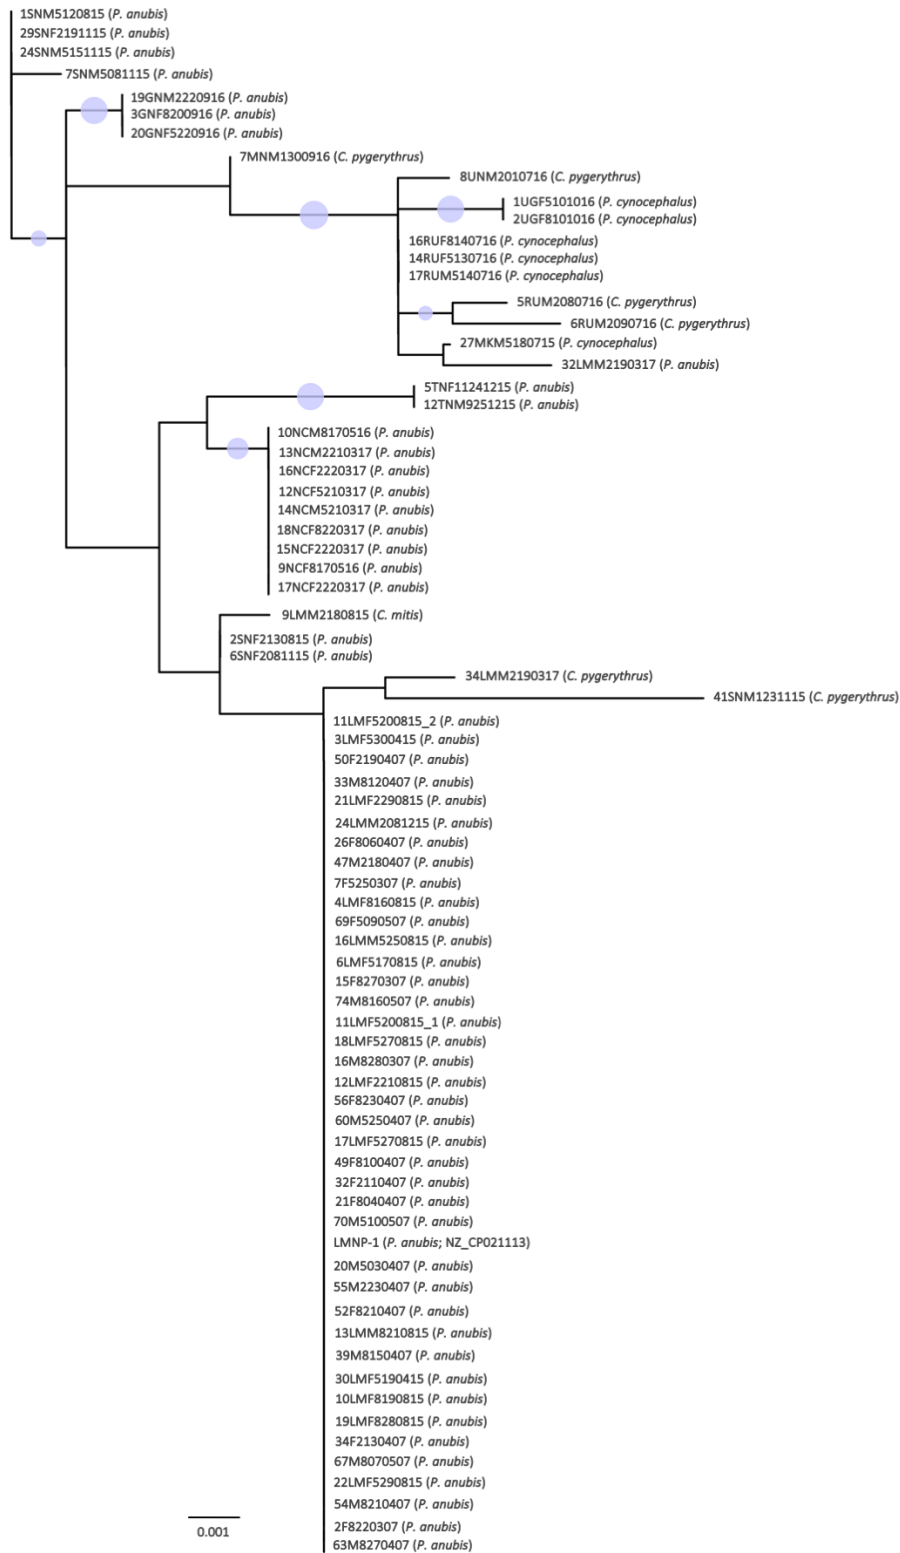 1SNM5120815 (P. anubis)
29SNF2191115 (P. anubis)
24SNM5151115 (P. anubis)
7SNM5081115 (P. anubis)
19GNM2220916 (P. anubis)
3GNF8200916 (P. anubis)
20GNF5220916 (P. anubis)
7MNM1300916 (C. pygerythrus)
8UNM2010716 (C. pygerythrus)
1UGF5101016 (P. cynocephalus)
2UGF8101016 (P. cynocephalus)
16RUF8140716 (P. cynocephalus)
14RUF5130716 (P. cynocephalus)
17RUM5140716 (P. cynocephalus)
5RUM2080716 (C. pygerythrus)
6RUM2090716 (C. pygerythrus)
27MKM5180715 (P. cynocephalus)
32LMM2190317 (P. anubis)
5TNF11241215 (P. anubis)
12TNM9251215 (P. anubis)
10NCM8170516 (P. anubis)
13NCM2210317 (P. anubis)
16NCF2220317 (P. anubis)
12NCF5210317 (P. anubis)
14NCM5210317 (P. anubis)
18NCF8220317 (P. anubis)
15NCF2220317 (P. anubis)
9NCF8170516 (P. anubis)
17NCF2220317 (P. anubis)
9LMM2180815 (C. mitis)
2SNF2130815 (P. anubis)
6SNF2081115 (P. anubis)
34LMM2190317 (C. pygerythrus)
41SNM1231115 (C. pygerythrus)
11LMF5200815_2 (P. anubis)
3LMF5300415 (P. anubis)
50F2190407 (P. anubis)
33M8120407 (P. anubis)
21LMF2290815 (P. anubis)
24LMM2081215 (P. anubis)
26F8060407 (P. anubis)
47M2180407 (P. anubis)
7F5250307 (P. anubis)
4LMF8160815 (P. anubis)
69F5090507 (P. anubis)
16LMM5250815 (P. anubis)
6LMF5170815 (P. anubis)
15F8270307 (P. anubis)
74M8160507 (P. anubis)
11LMF5200815_1 (P. anubis)
18LMF5270815 (P. anubis)
16M8280307 (P. anubis)
12LMF2210815 (P. anubis)
56F8230407 (P. anubis)
60M5250407 (P. anubis)
17LMF5270815 (P. anubis)
49F8100407 (P. anubis)
32F2110407 (P. anubis)
21F8040407 (P. anubis)
70M5100507 (P. anubis)
LMNP-1 (P. anubis; NZ_CP021113)
20M5030407 (P. anubis)
55M2230407 (P. anubis)
52F8210407 (P. anubis)
13LMM8210815 (P. anubis)
39M8150407 (P. anubis)
30LMF5190415 (P. anubis)
10LMF8190815 (P. anubis)
19LMF8280815 (P. anubis)
34F2130407 (P. anubis)
67M8070507 (P. anubis)
22LMF5290815 (P. anubis)
54M8210407 (P. anubis)
2F8220307 (P. anubis)
63M8270407 (P. anubis)
0.001